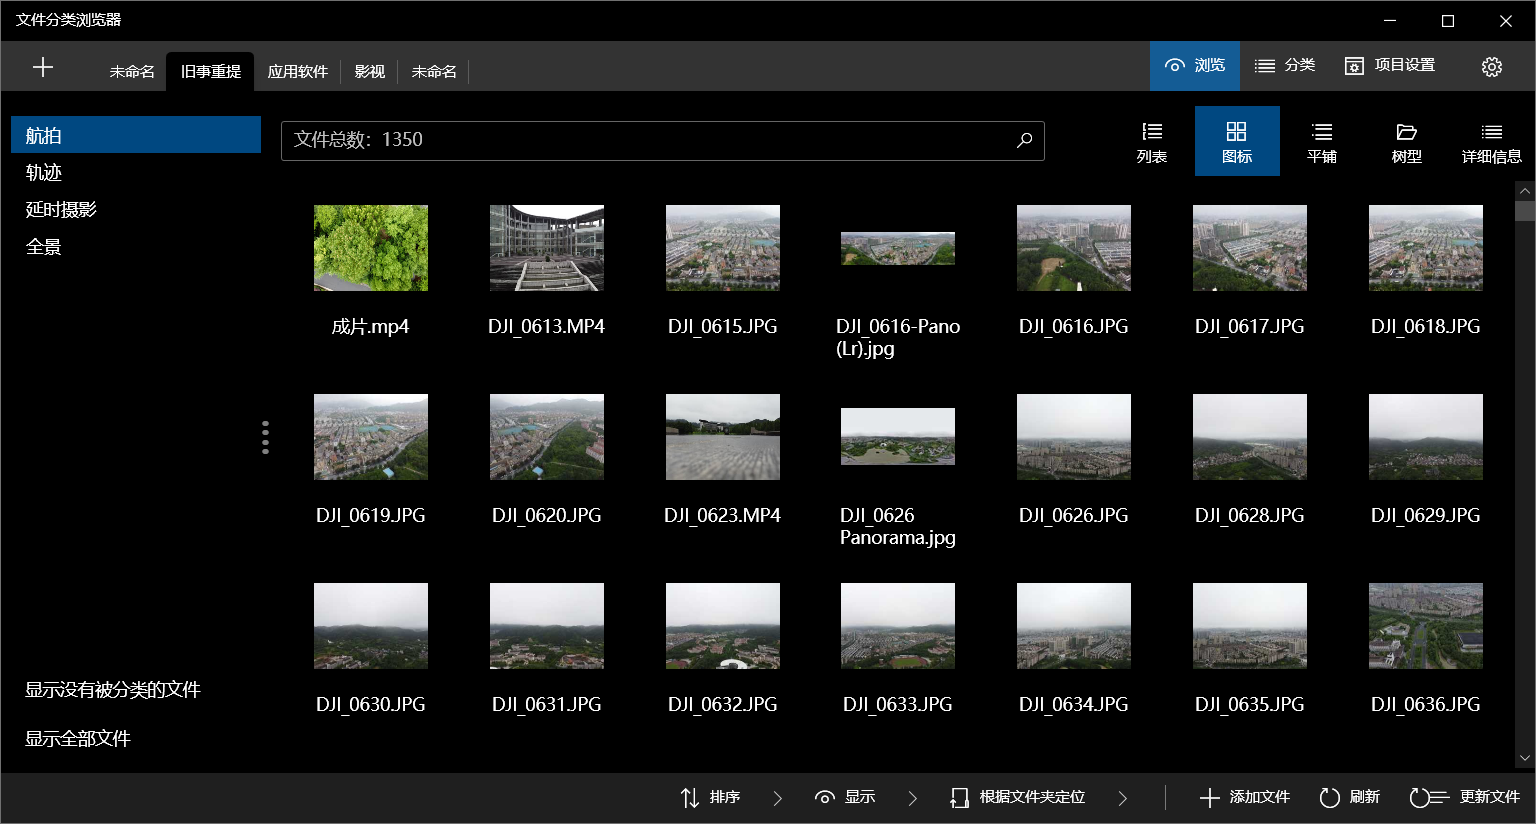 文件分类浏览器
未命名
旧事重提
应用软件
影视
未命名
浏览
分类
项目设置
航拍
轨迹
延时摄影
全景
文件总数：1350
列表
图标
平铺
树型
详细信息
成片.mp4
DJI_0613.MP4
DJI_0615.JPG
DJI_0616-Pano
(Lr).jpg
DJI_0616.JPG
DJI_0617.JPG
DJI_0618.JPG
DJI_0619.JPG
DJI_0620.JPG
DJI_0623.MP4
DJI_0626
Panorama.jpg
DJI_0626.JPG
DJI_0628.JPG
DJI_0629.JPG
DJI_0630.JPG
DJI_0631.JPG
DJI_0632.JPG
DJI_0633.JPG
DJI_0634.JPG
DJI_0635.JPG
DJI_0636.JPG
显示没有被分类的文件
显示全部文件
排序
显示
根据文件夹定位
添加文件
刷新
更新文件